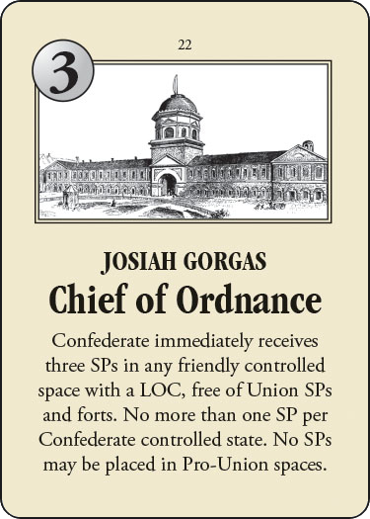 22
3
JOSIAH GORGAS
Chief of Ordnance
Confederate immediately receives
three SPs in any friendly controlled
space with a LOC, free of Union SPs
and forts. No more than one SP per
Confederate controlled state. No SPs
may be placed in Pro-Union spaces.